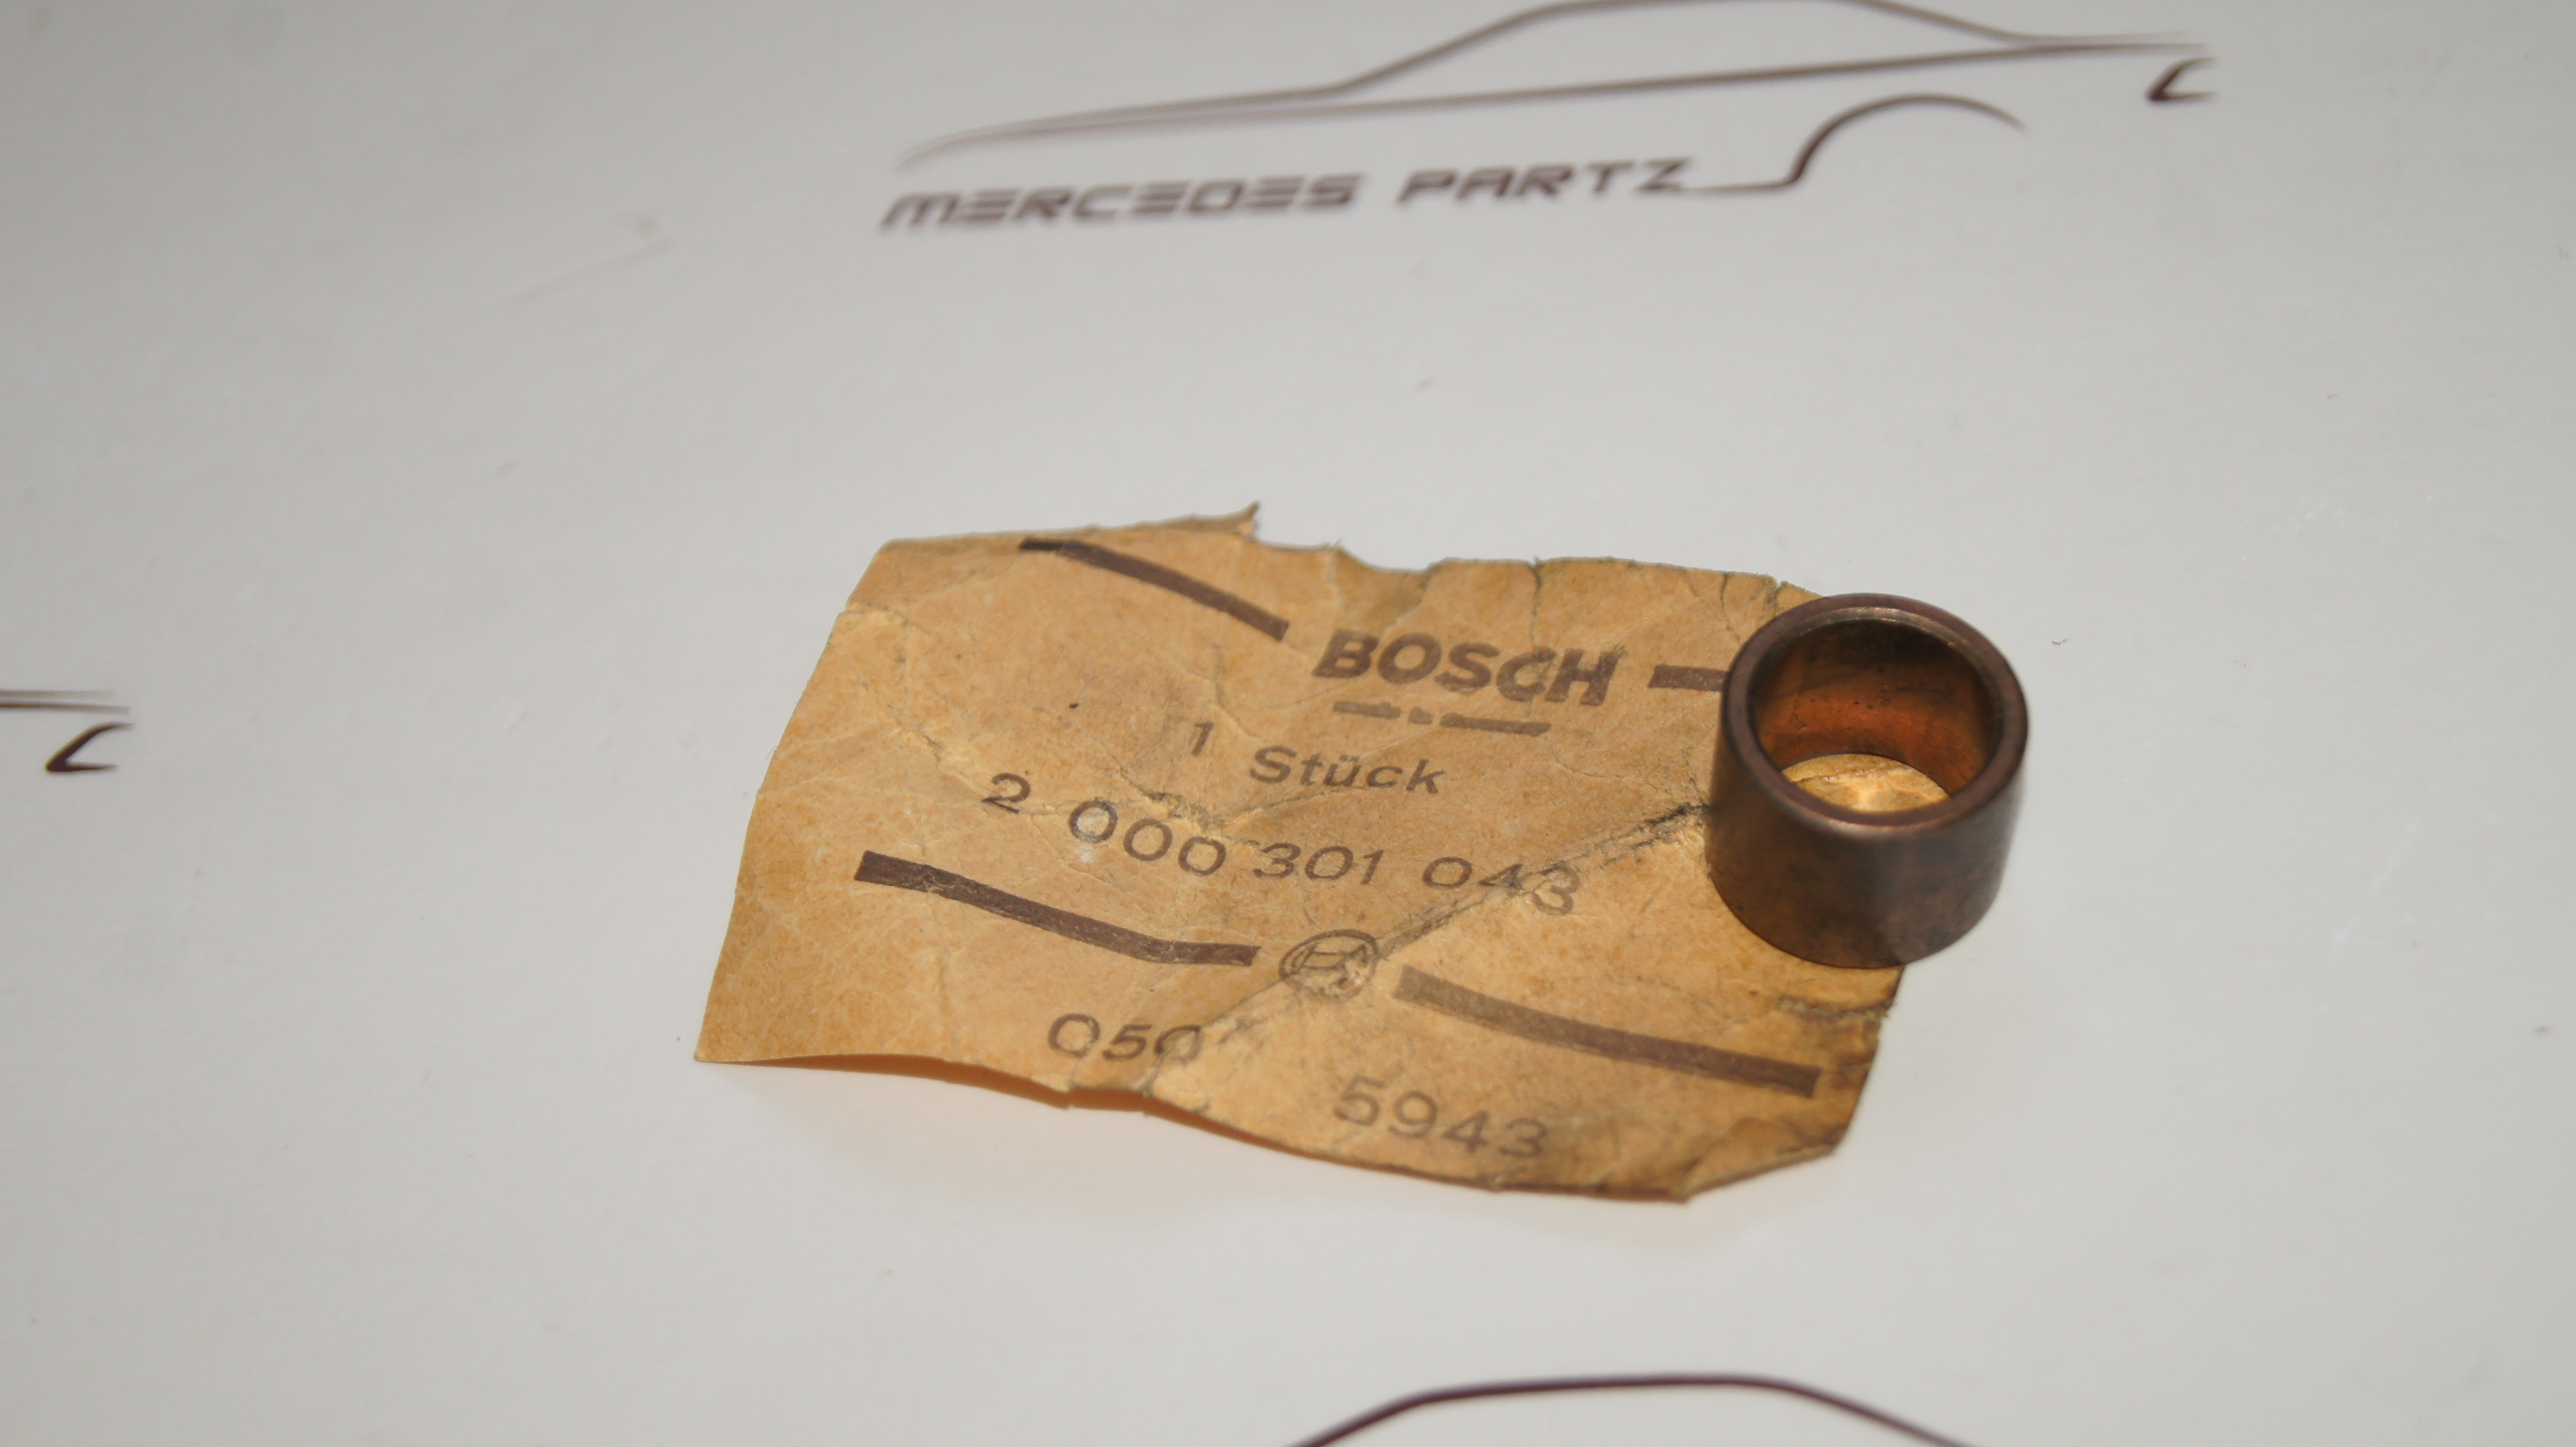 MERCEDES PARTZ
BOSCH
1 Stück
2 000 301 043
050
5943